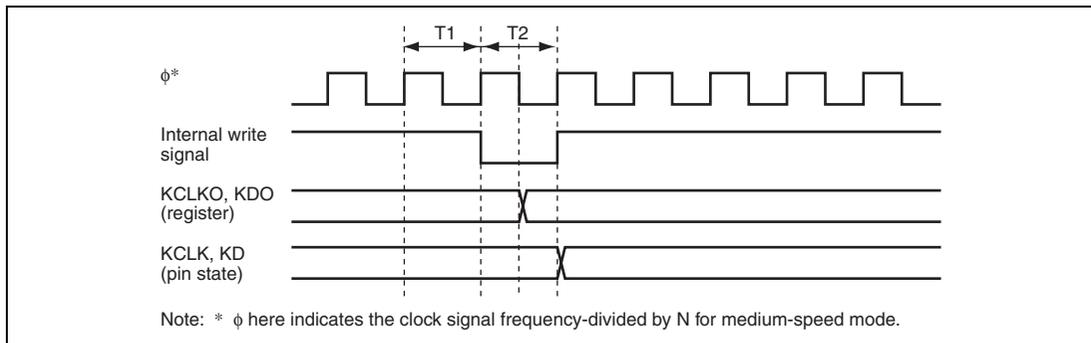 T1 T2
ϕ*
Internal write
signal
KCLKO, KDO
(register)
KCLK, KD
(pin state)
Note: * ϕ here indicates the clock signal frequency-divided by N for medium-speed mode.